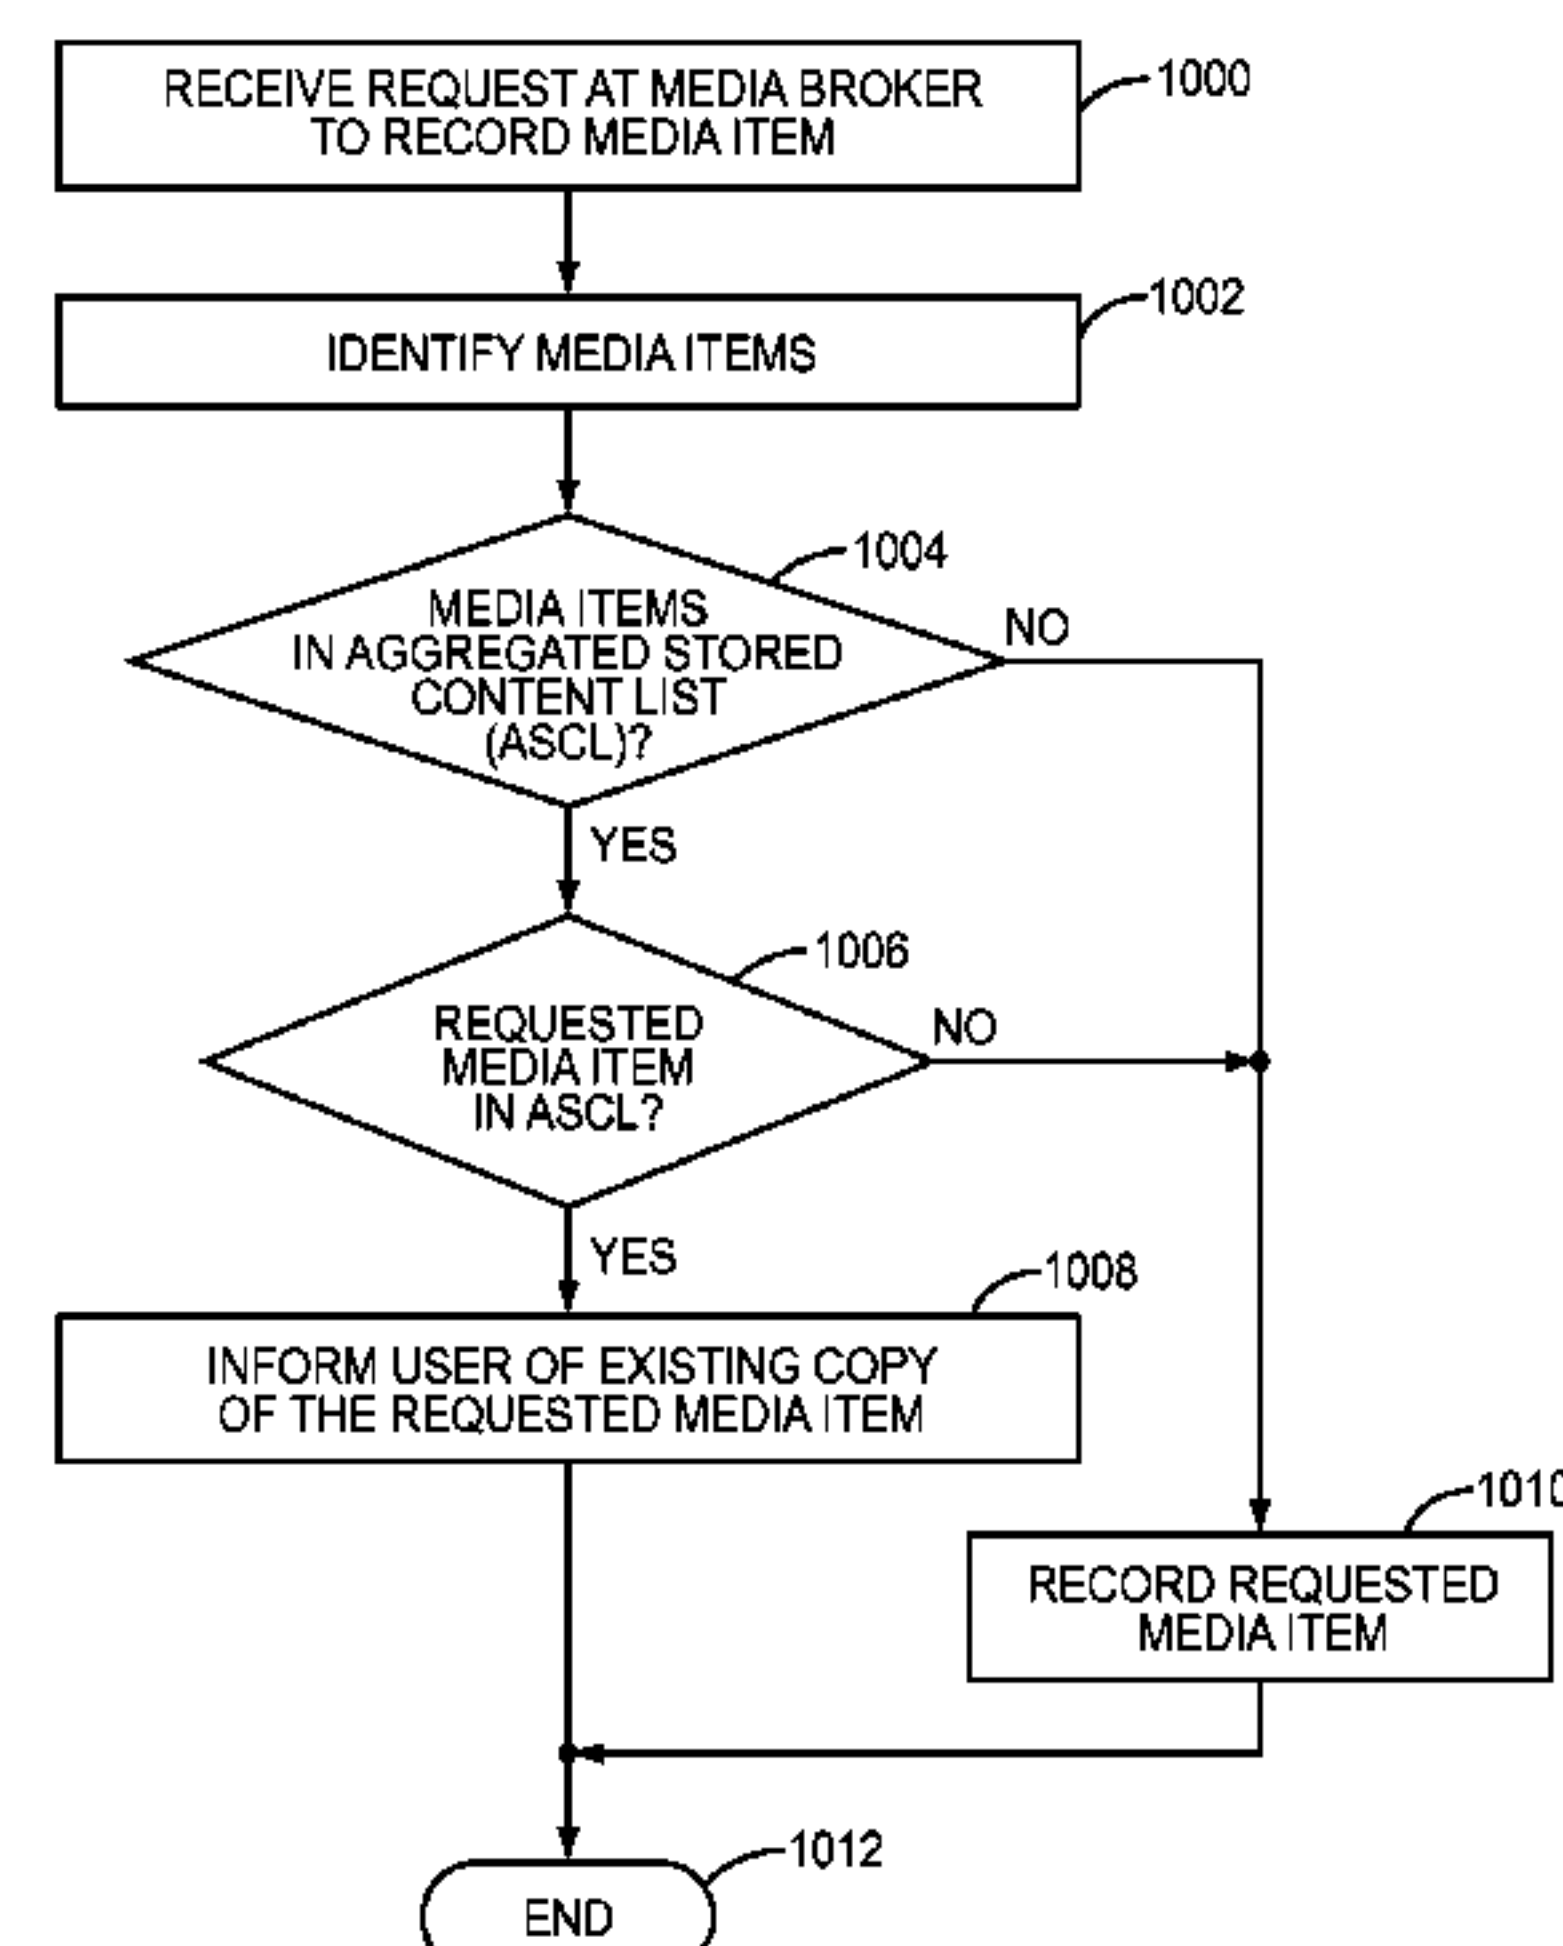 RECEIVE REQUEST AT MEDIA BROKER
TO RECORD MEDIA ITEM
1000
IDENTIFY MEDIA ITEMS
1002
1004
MEDIA ITEMS
IN AGGREGATED STORED
CONTENT LIST
(ASCL)?
NO
YES
1006
REQUESTED
MEDIA ITEM
IN ASCL?
NO
YES
1008
INFORM USER OF EXISTING COPY
OF THE REQUESTED MEDIA ITEM
1010
RECORD REQUESTED
MEDIA ITEM
1012
END